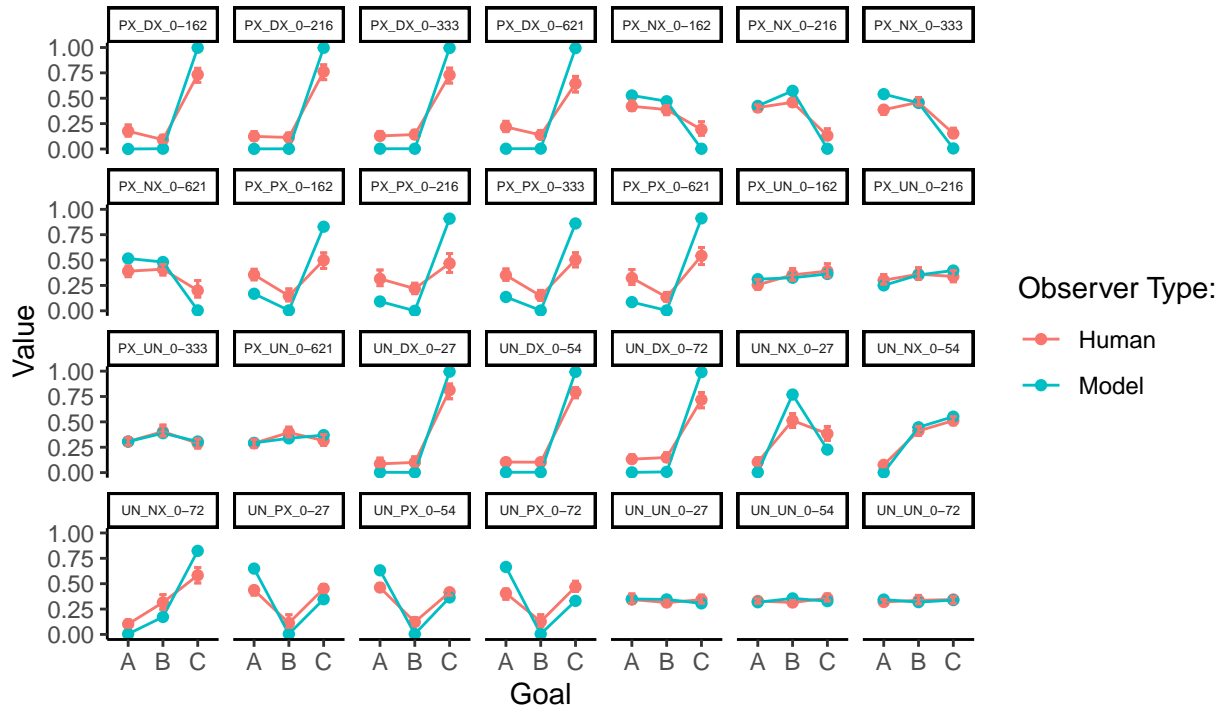 PX_DX_0−162 PX_DX_0−216 PX_DX_0−333 PX_DX_0−621 PX_NX_0−162 PX_NX_0−216 PX_NX_0−333
1.00
0.75
0.50
0.25
0.00
PX_NX_0−621 PX_PX_0−162 PX_PX_0−216 PX_PX_0−333 PX_PX_0−621 PX_UN_0−162 PX_UN_0−216
1.00
0.75
0.50
0.25
0.00
PX_UN_0−333 PX_UN_0−621 UN_DX_0−27 UN_DX_0−54 UN_DX_0−72 UN_NX_0−27 UN_NX_0−54
1.00
0.75
0.50
0.25
0.00
UN_NX_0−72 UN_PX_0−27 UN_PX_0−54 UN_PX_0−72 UN_UN_0−27 UN_UN_0−54 UN_UN_0−72
1.00
0.75
0.50
0.25
0.00
A B C A B C A B C A B C A B C A B C A B C
Goal
Value
Observer Type:
Human
Model